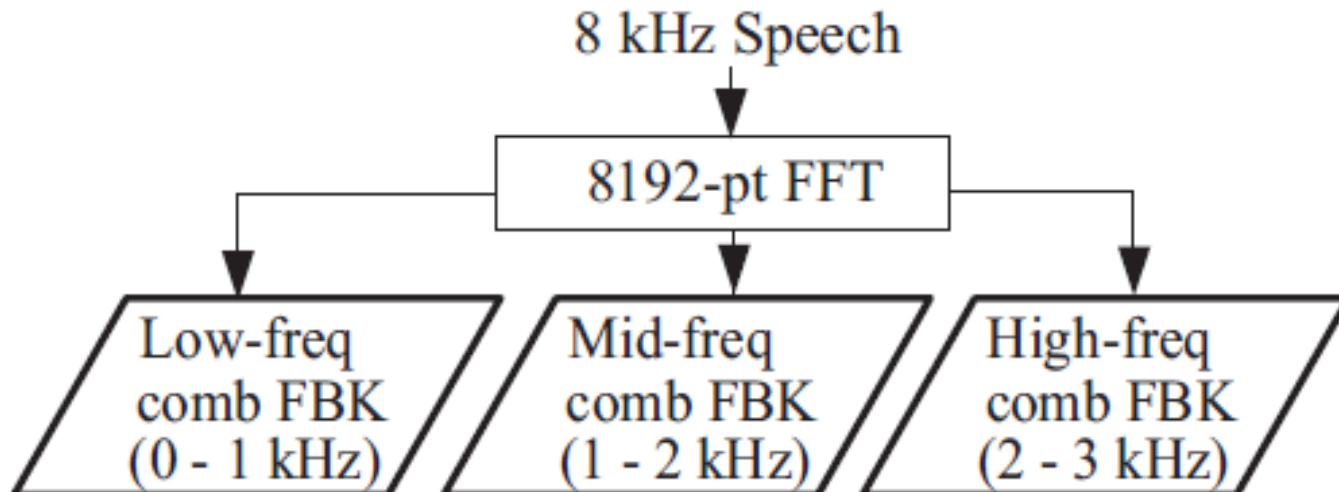 8 kHz Speech
8192-pt FFT
Low-freq
comb FBK
(0 - 1 kHz)
Mid-freq
comb FBK
(1 - 2 kHz)
High-freq
comb FBK
(2 - 3 kHz)